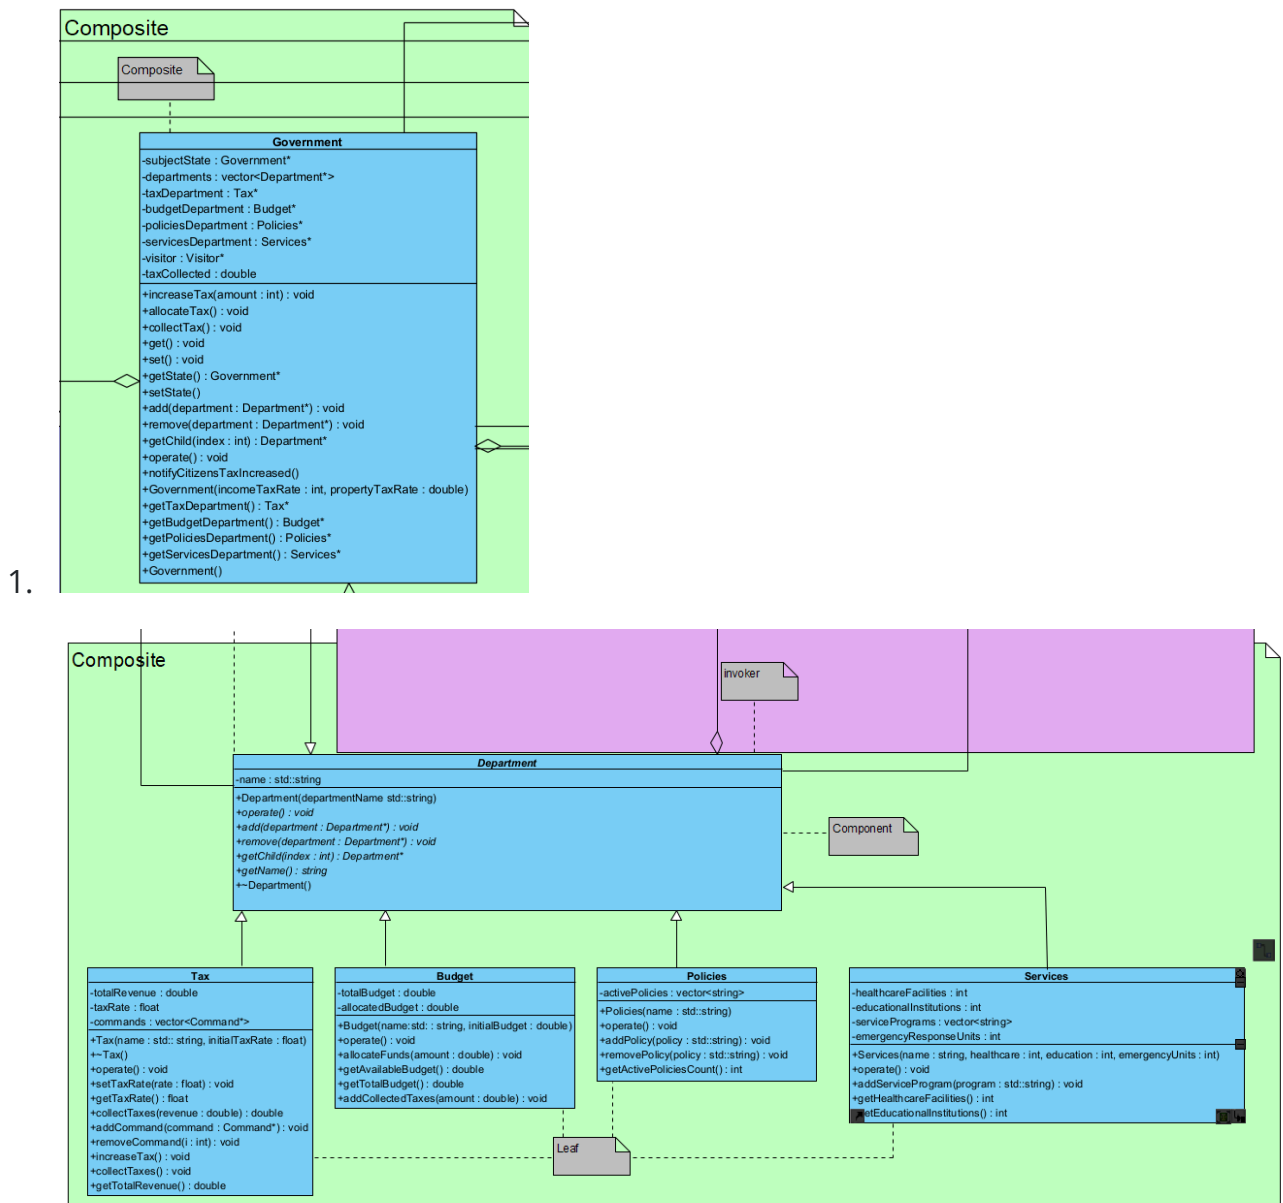 Composite
Composite
Government
-subjectState : Government*
-departments : vector<Department*>
-taxDepartment : Tax*
-budgetDepartment : Budget*
-policiesDepartment : Policies*
-servicesDepartment : Services*
-visitor : Visitor*
-taxCollected : double
+increaseTax(amount : int) : void
+allocateTax() : void
+collectTax() : void
+get() : void
+set() : void
+getState() : Government*
+setState()
+add(department : Department*) : void
+remove(department : Department*) : void
+getChild(index : int) : Department*
+operate() : void
+notifyCitizensTaxIncreased()
+Government(incomeTaxRate : int, propertyTaxRate : double)
+getTaxDepartment() : Tax*
+getBudgetDepartment() : Budget*
+getPoliciesDepartment() : Policies*
+getServicesDepartment() : Services*
+Government()
1.
Composite
invoker
Department
-name : std::string
+Department(departmentName std::string)
+operate() : void
+add(department : Department*) : void
+remove(department : Department*) : void
+getChild(index : int) : Department*
+getName() : string
+~Department()
Component
Tax
-totalRevenue : double
-taxRate : float
-commands : vector<Command*>
+Tax(name : std:: string, initialTaxRate : float)
+~Tax()
+operate() : void
+setTaxRate(rate : float) : void
+getTaxRate() : float
+collectTaxes(revenue : double) : double
+addCommand(command : Command*) : void
+removeCommand(i : int) : void
+increaseTax() : void
+collectTaxes() : void
+getTotalRevenue() : double
Budget
-totalBudget : double
-allocatedBudget : double
+Budget(name:std: : string, initialBudget : double)
+operate() : void
+allocateFunds(amount : double) : void
+getAvailableBudget() : double
+getTotalBudget() : double
+addCollectedTaxes(amount : double) : void
Policies
-activePolicies : vector<string>
+Policies(name : std::string)
+operate() : void
+addPolicy(policy : std::string) : void
+removePolicy(policy : std::string) : void
+getActivePoliciesCount() : int
Services
-healthcareFacilities : int
-educationalInstitutions : int
-servicePrograms : vector<string>
-emergencyResponseUnits : int
+Services(name : string, healthcare : int, education : int, emergencyUnits : int)
+operate() : void
+addServiceProgram(program : std::string) : void
+getHealthcareFacilities() : int
etEducationalInstitutions() : int
Leaf